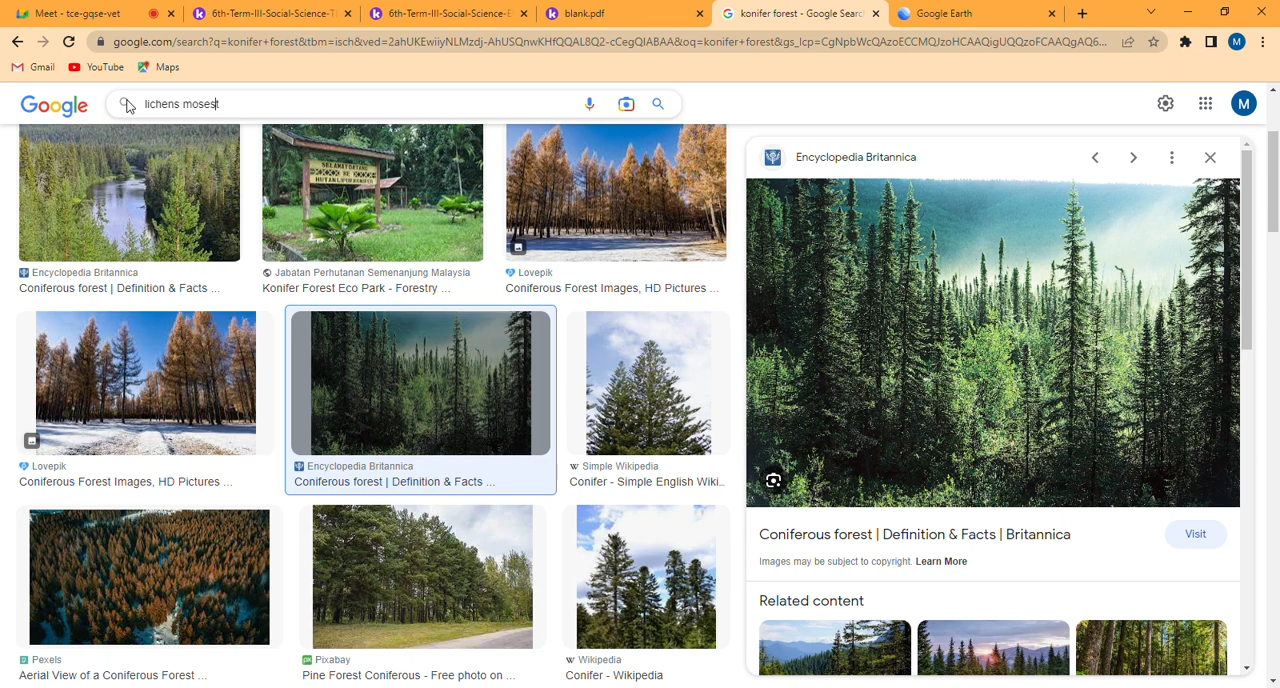 Meet - tce-gqse-vet
6th-Term-III-Social-Science-T
6th-Term-III-Social-Science-E
blank.pdf
konifer forest - Google Searc
Google Earth
google.com/search?q=konifer+forest&tbm=isch&ved=2ahUKEwiiyNLMzdj-AhUSQnwKHfQQAL8Q2-cCegQIABAA&oq=konifer+forest&gs_lcp=CgNpbWcQAzoECCMQJzoHCAAQigUQQzoFCAAQgAQ6...
M
Gmail
YouTube
Maps
Google
lichens mosest
M
SELAMAT DATANG
HUTAN LIPUR KONIFER
Encyclopedia Britannica
Coniferous forest | Definition & Facts ...
Jabatan Perhutanan Semenanjung Malaysia
Konifer Forest Eco Park - Forestry ...
Lovepik
Coniferous Forest Images, HD Pictures ...
Lovepik
Coniferous Forest Images, HD Pictures ...
Encyclopedia Britannica
Coniferous forest | Definition & Facts ...
W Simple Wikipedia
Conifer - Simple English Wiki...
Pexels
Aerial View of a Coniferous Forest ...
Pixabay
Pine Forest Coniferous - Free photo on ...
W Wikipedia
Conifer - Wikipedia
Encyclopedia Britannica
Coniferous forest | Definition & Facts | Britannica
Visit
Images may be subject to copyright. Learn More
Related content